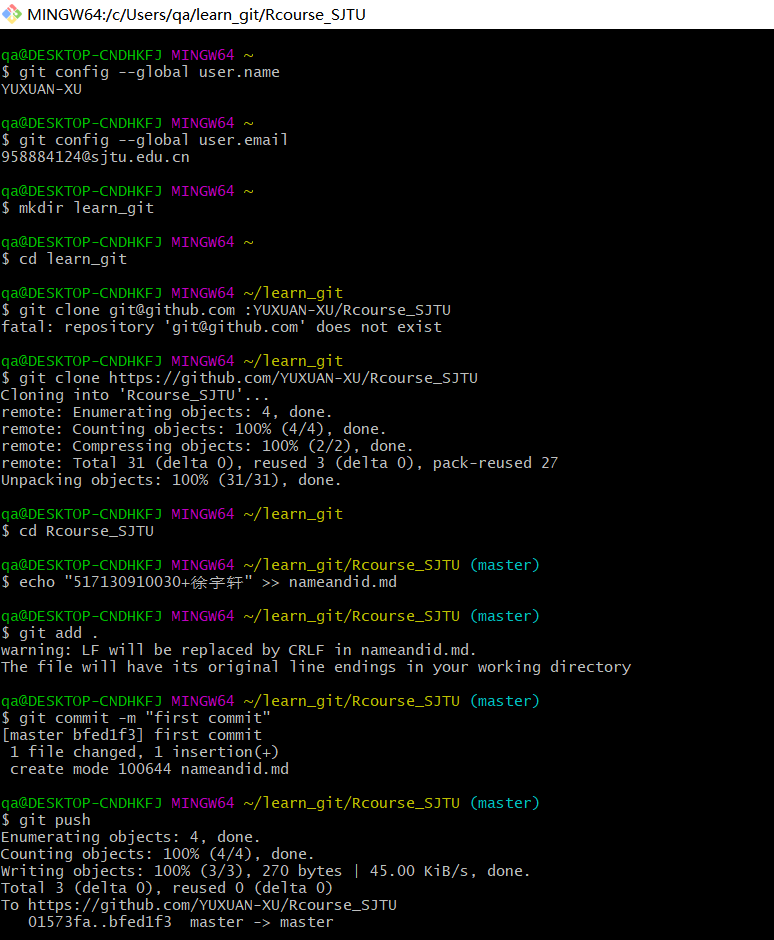 MINGW64:/c/Users/qa/learn_git/Rcourse_SJTU
qa@DESKTOP-CNDHKFJ MINGW64 ~
$ git config --global user.name
YUXUAN-XU
qa@DESKTOP-CNDHKFJ MINGW64 ~
$ git config --global user.email
958884124@sjtu.edu.cn
qa@DESKTOP-CNDHKFJ MINGW64 ~
$ mkdir learn_git
qa@DESKTOP-CNDHKFJ MINGW64 ~
$ cd learn_git
qa@DESKTOP-CNDHKFJ MINGW64 ~/learn_git
$ git clone git@github.com :YUXUAN-XU/Rcourse_SJTU
fatal: repository 'git@github.com' does not exist
qa@DESKTOP-CNDHKFJ MINGW64 ~/learn_git
$ git clone https://github.com/YUXUAN-XU/Rcourse_SJTU
Cloning into 'Rcourse_SJTU'...
remote: Enumerating objects: 4, done.
remote: Counting objects: 100% (4/4), done.
remote: Compressing objects: 100% (2/2), done.
remote: Total 31 (delta 0), reused 3 (delta 0), pack-reused 27
Unpacking objects: 100% (31/31), done.
qa@DESKTOP-CNDHKFJ MINGW64 ~/learn_git
$ cd Rcourse_SJTU
qa@DESKTOP-CNDHKFJ MINGW64 ~/learn_git/Rcourse_SJTU (master)
$ echo "517130910030+徐宇轩" >> nameandid.md
qa@DESKTOP-CNDHKFJ MINGW64 ~/learn_git/Rcourse_SJTU (master)
$ git add .
warning: LF will be replaced by CRLF in nameandid.md.
The file will have its original line endings in your working directory
qa@DESKTOP-CNDHKFJ MINGW64 ~/learn_git/Rcourse_SJTU (master)
$ git commit -m "first commit"
[master bfed1f3] first commit
 1 file changed, 1 insertion(+)
 create mode 100644 nameandid.md
qa@DESKTOP-CNDHKFJ MINGW64 ~/learn_git/Rcourse_SJTU (master)
$ git push
Enumerating objects: 4, done.
Counting objects: 100% (4/4), done.
Writing objects: 100% (3/3), 270 bytes | 45.00 KiB/s, done.
Total 3 (delta 0), reused 0 (delta 0)
To https://github.com/YUXUAN-XU/Rcourse_SJTU
   01573fa..bfed1f3  master -> master